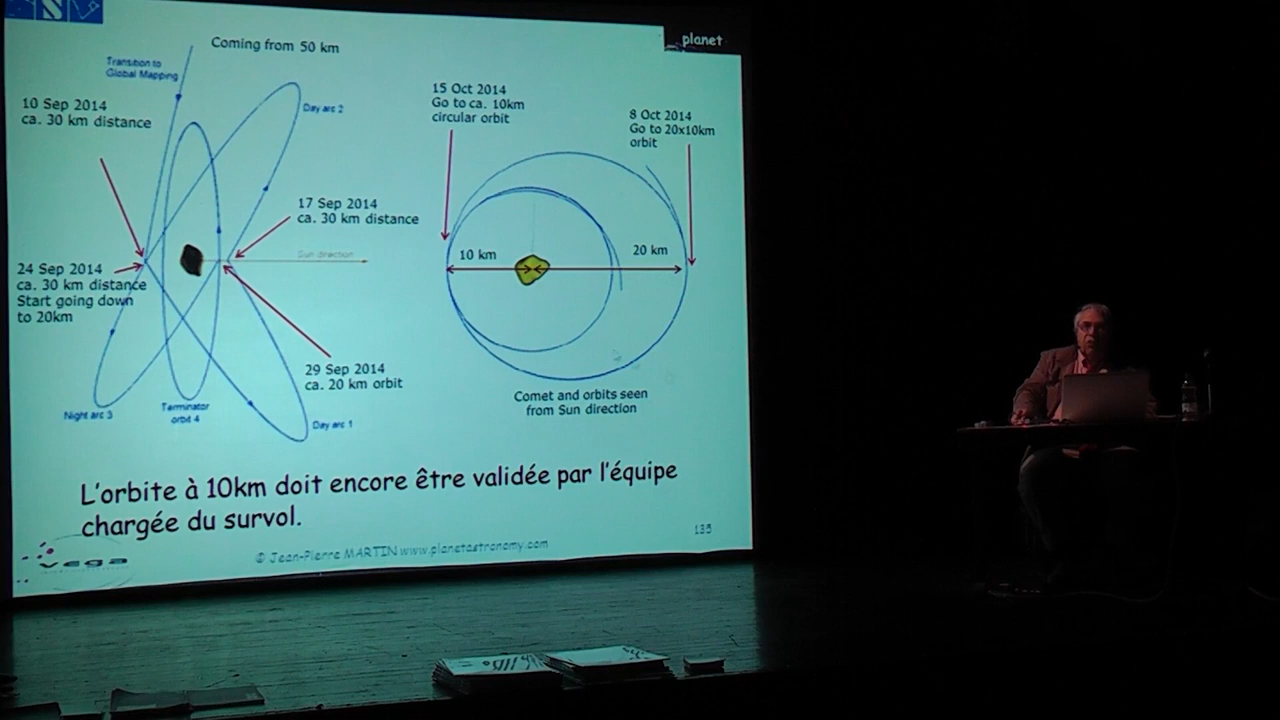 S
planet
Coming from 50 km
Transition to
Global Mapping
10 Sep 2014
ca. 30 km distance
Day arc 2
17 Sep 2014
ca. 30 km distance
Sun direction
24 Sep 2014
ca. 30 km distance
Start going down
to 20km
29 Sep 2014
ca. 20 km orbit
Night arc 3
Terminator
orbit 4
Day arc 1
15 Oct 2014
Go to ca. 10km
circular orbit
8 Oct 2014
Go to 20x10km
orbit
10 km
20 km
Comet and orbits seen
from Sun direction
L'orbite à 10km doit encore être validée par l'équipe
chargée du survol.
135
vega
© Jean-Pierre MARTIN www.planetastronomy.com